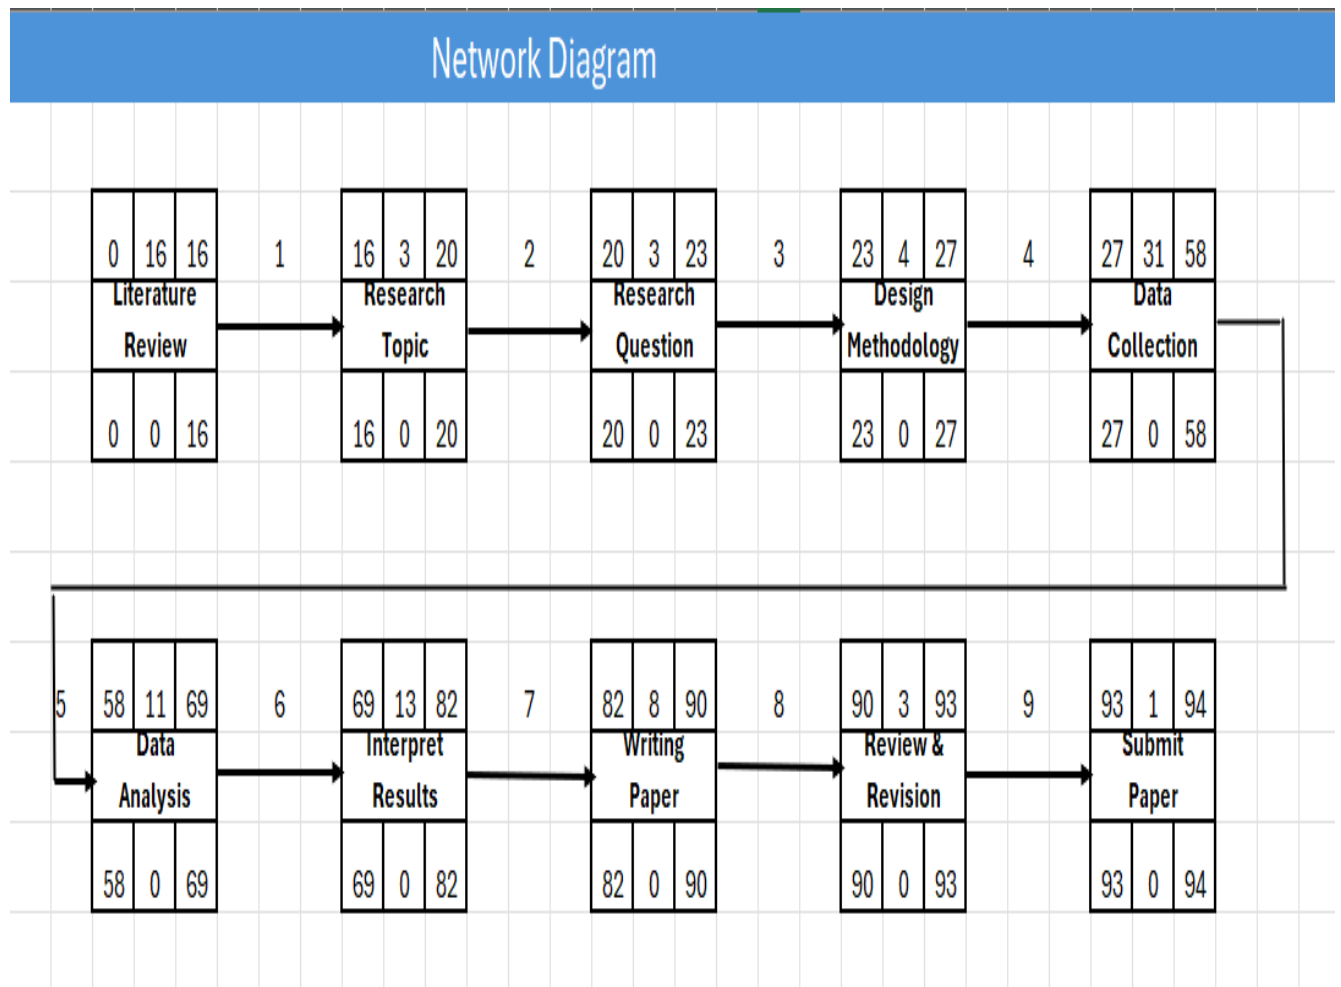 Network Diagram
0 16 16 1 16 3 20 2 20 3 23 3 23 4 27 4 27 31 58
Literature Research Research Design Data
Review Topic Question Methodology Collection
0 0 16 16 0 20 20 0 23 23 0 27 27 0 58
5 58 11 69 6 69 13 82 7 82 8 90 8 90 3 93 9 93 1 94
Data Interpret Writing Review & Submit
Analysis Results Paper Revision Paper
58 0 69 69 0 82 82 0 90 90 0 93 93 0 94